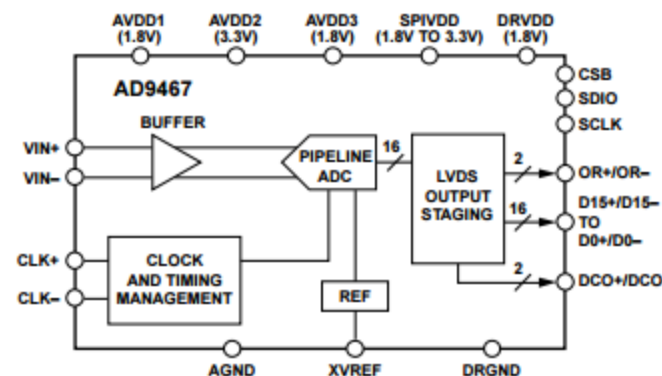 AVDD1 AVDD2 AVDD3 SPIVDD DRVDD
(1.8V) (3.3V) (1.8V) (1.8V TO 3.3V) (1.8V)
AD9467
CSB
SDIO
SCLK
BUFFER
VIN+
VIN–
PIPELINE
ADC
16
LVDS
OUTPUT
STAGING
2
OR+/OR–
16
D15+/D15–
TO
D0+/D0–
2
DCO+/DCO
CLK+
CLK–
CLOCK
AND TIMING
MANAGEMENT
REF
AGND XVREF DRGND